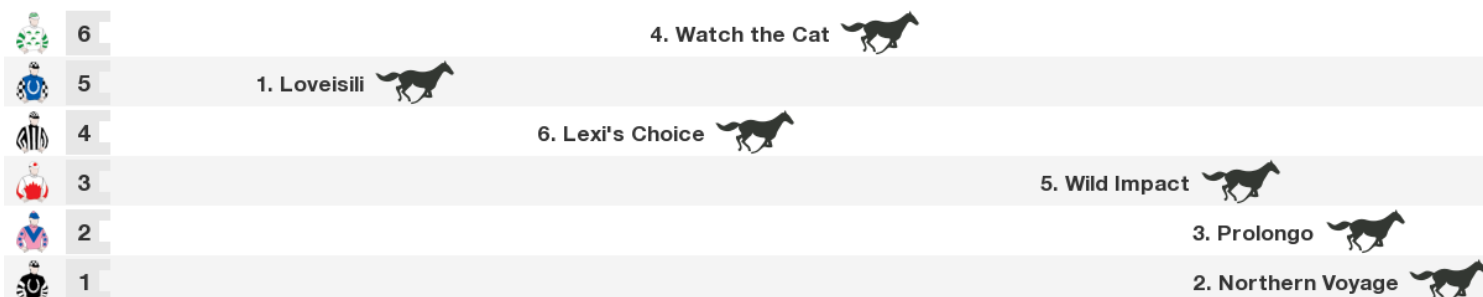 6 4. Watch the Cat
5 1. Loveisili
4 6. Lexi's Choice
3 5. Wild Impact
2 3. Prolongo
1 2. Northern Voyage